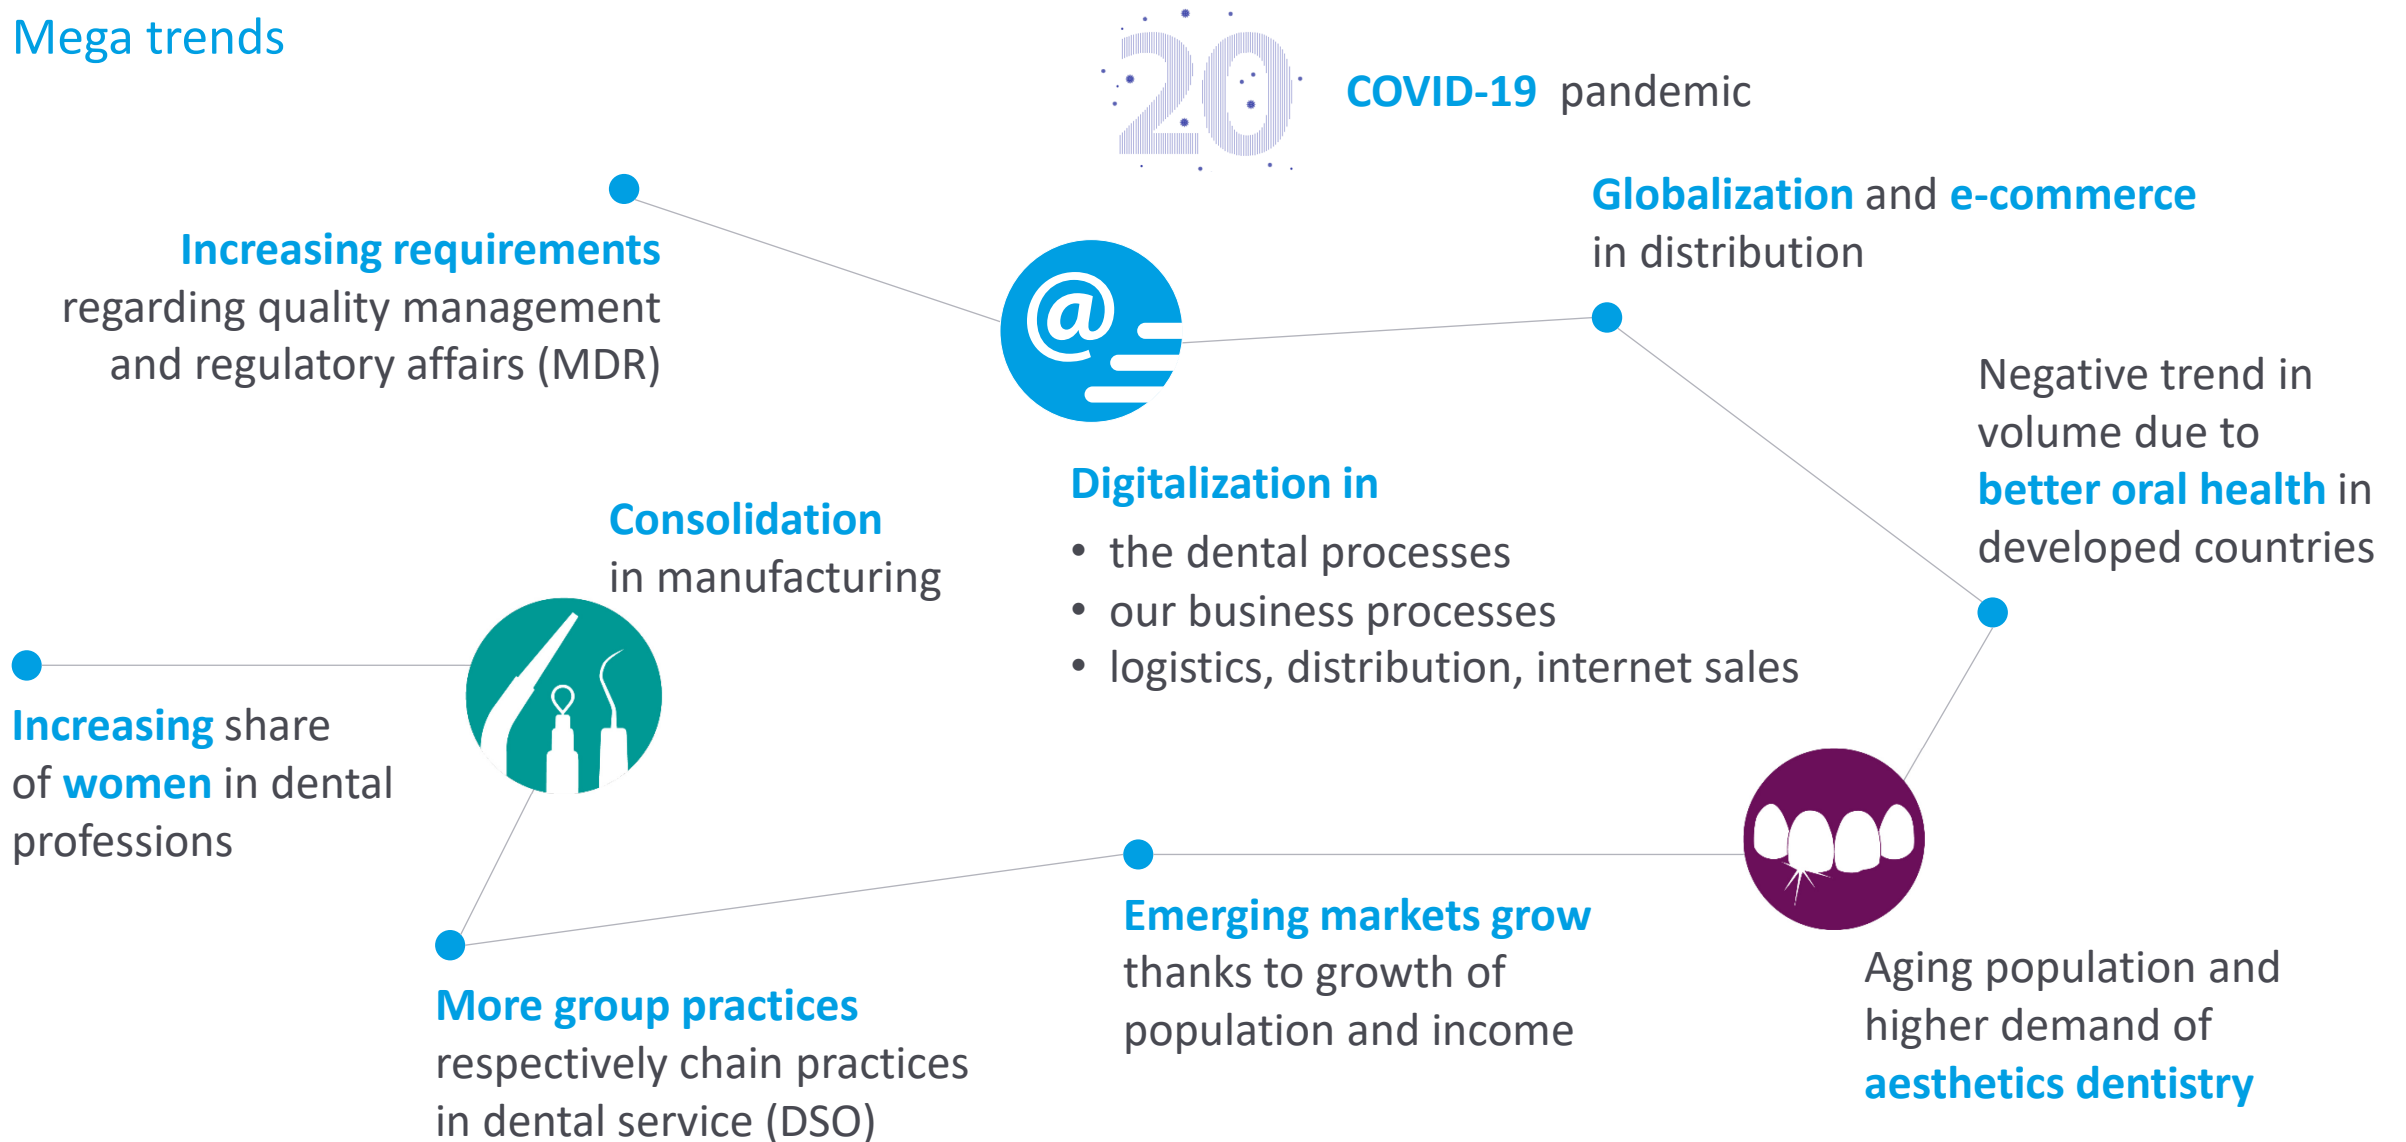 Mega trends
20
COVID-19 pandemic
Increasing requirements
regarding quality management
and regulatory affairs (MDR)
@
Globalization and e-commerce
in distribution
Negative trend in
volume due to
better oral health in
developed countries
Digitalization in
• the dental processes
• our business processes
• logistics, distribution, internet sales
Consolidation
in manufacturing
Increasing share
of women in dental
professions
More group practices
respectively chain practices
in dental service (DSO)
Emerging markets grow
thanks to growth of
population and income
Aging population and
higher demand of
aesthetics dentistry